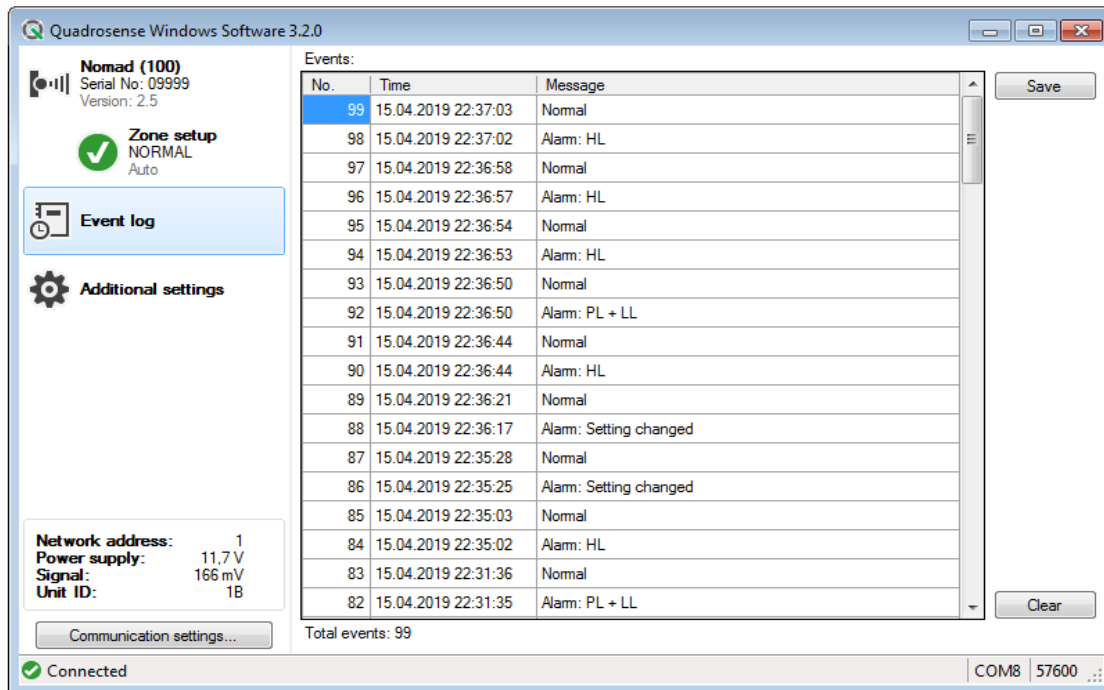 Quadrosense Windows Software 3.2.0
Nomad (100)
Serial No: 09999
Version: 2.5
Zone setup
NORMAL
Auto
Event log
Additional settings
Network address: 1
Power supply: 11,7 V
Signal: 166 mV
Unit ID: 1B
Communication settings...
Events:
No. Time Message
99 15.04.2019 22:37:03 Normal
98 15.04.2019 22:37:02 Alarm: HL
97 15.04.2019 22:36:58 Normal
96 15.04.2019 22:36:57 Alarm: HL
95 15.04.2019 22:36:54 Normal
94 15.04.2019 22:36:53 Alarm: HL
93 15.04.2019 22:36:50 Normal
92 15.04.2019 22:36:50 Alarm: PL + LL
91 15.04.2019 22:36:44 Normal
90 15.04.2019 22:36:44 Alarm: HL
89 15.04.2019 22:36:21 Normal
88 15.04.2019 22:36:17 Alarm: Setting changed
87 15.04.2019 22:35:28 Normal
86 15.04.2019 22:35:25 Alarm: Setting changed
85 15.04.2019 22:35:03 Normal
84 15.04.2019 22:35:02 Alarm: HL
83 15.04.2019 22:31:36 Normal
82 15.04.2019 22:31:35 Alarm: PL + LL
Total events: 99
Save
Clear
Connected
COM8 57600